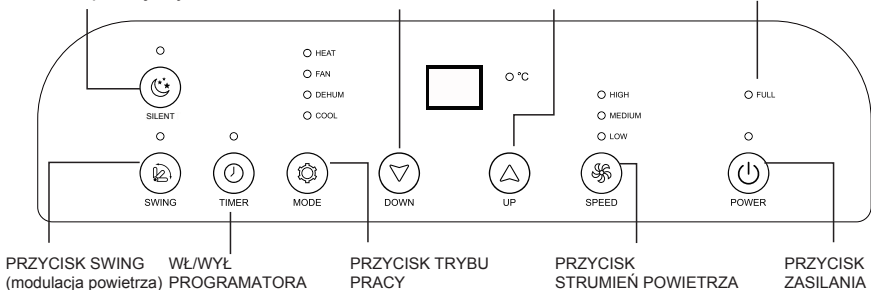 HEAT
FAN
DEHUM
COOL
°C
HIGH
MEDIUM
LOW
FULL
SILENT
SWING
TIMER
MODE
DOWN
UP
SPEED
POWER
PRZYCISK SWING
(modulacja powietrza)
WŁ/WYŁ
PROGRAMATORA
PRZYCISK TRYBU
PRACY
PRZYCISK
STRUMIEŃ POWIETRZA
PRZYCISK
ZASILANIA